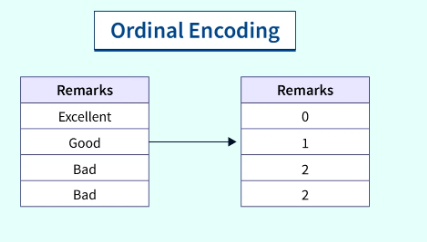 Ordinal Encoding
Remarks
Excellent
Good
Bad
Bad
Remarks
0
1
2
2